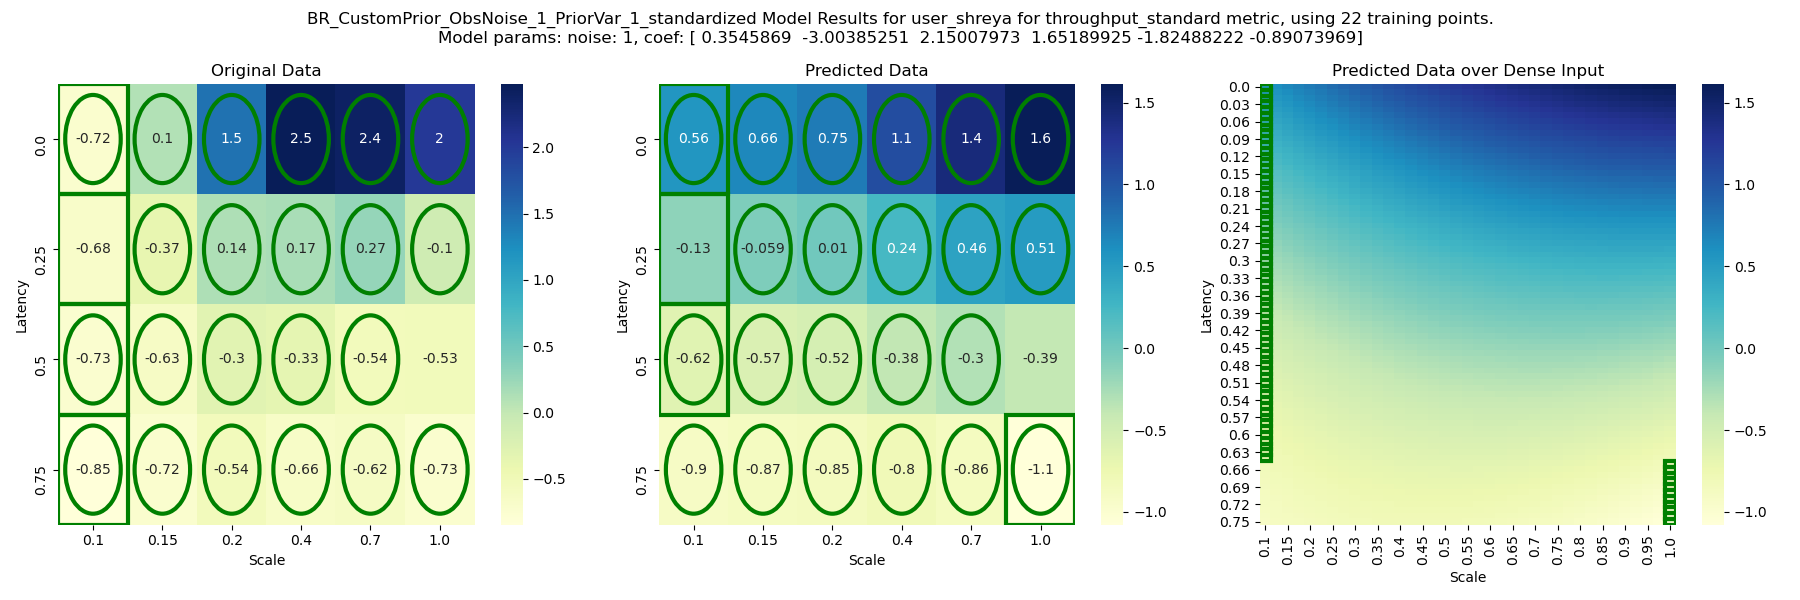 BR_CustomPrior_ObsNoise_1_PriorVar_1_standardized Model Results for user_shreya for throughput_standard metric, using 22 training points.
Model params: noise: 1, coef: [ 0.3545869  -3.00385251  2.15007973  1.65189925 -1.82488222 -0.89073969]
Original Data
Latency
0.0 -0.72 0.1 1.5 2.5 2.4 2
0.25 -0.68 -0.37 0.14 0.17 0.27 -0.1
0.5 -0.73 -0.63 -0.3 -0.33 -0.54 -0.53
0.75 -0.85 -0.72 -0.54 -0.66 -0.62 -0.73
0.1 0.15 0.2 0.4 0.7 1.0
Scale
2.0
1.5
1.0
0.5
0.0
−0.5
Predicted Data
Latency
0.0 0.56 0.66 0.75 1.1 1.4 1.6
0.25 -0.13 -0.059 0.01 0.24 0.46 0.51
0.5 -0.62 -0.57 -0.52 -0.38 -0.3 -0.39
0.75 -0.9 -0.87 -0.85 -0.8 -0.86 -1.1
0.1 0.15 0.2 0.4 0.7 1.0
Scale
1.5
1.0
0.5
0.0
−0.5
−1.0
Predicted Data over Dense Input
Latency
0.0
0.03
0.06
0.09
0.12
0.15
0.18
0.21
0.24
0.27
0.3
0.33
0.36
0.39
0.42
0.45
0.48
0.51
0.54
0.57
0.6
0.63
0.66
0.69
0.72
0.75
0.1 0.15 0.2 0.25 0.3 0.35 0.4 0.45 0.5 0.55 0.6 0.65 0.7 0.75 0.8 0.85 0.9 0.95 1.0
Scale
1.5
1.0
0.5
0.0
−0.5
−1.0